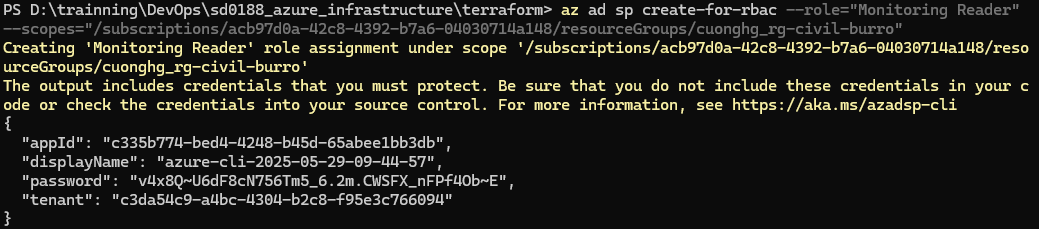 PS D:\trainning\DevOps\sd0188_azure_infrastructure\terraform> az ad sp create-for-rbac --role="Monitoring Reader"
--scopes="/subscriptions/acb97d0a-42c8-4392-b7a6-04030714a148/resourceGroups/cuonghg_rg-civil-burro"
Creating 'Monitoring Reader' role assignment under scope '/subscriptions/acb97d0a-42c8-4392-b7a6-04030714a148/reso
urceGroups/cuonghg_rg-civil-burro'
The output includes credentials that you must protect. Be sure that you do not include these credentials in your c
ode or check the credentials into your source control. For more information, see https://aka.ms/azadsp-cli
{
  "appId": "c335b774-bed4-4248-b45d-65abee1bb3db",
  "displayName": "azure-cli-2025-05-29-09-44-57",
  "password": "v4x8Q~U6dF8cN756Tm5_6.2m.CWSFX_nFPf4Ob~E",
  "tenant": "c3da54c9-a4bc-4304-b2c8-f95e3c766094"
}